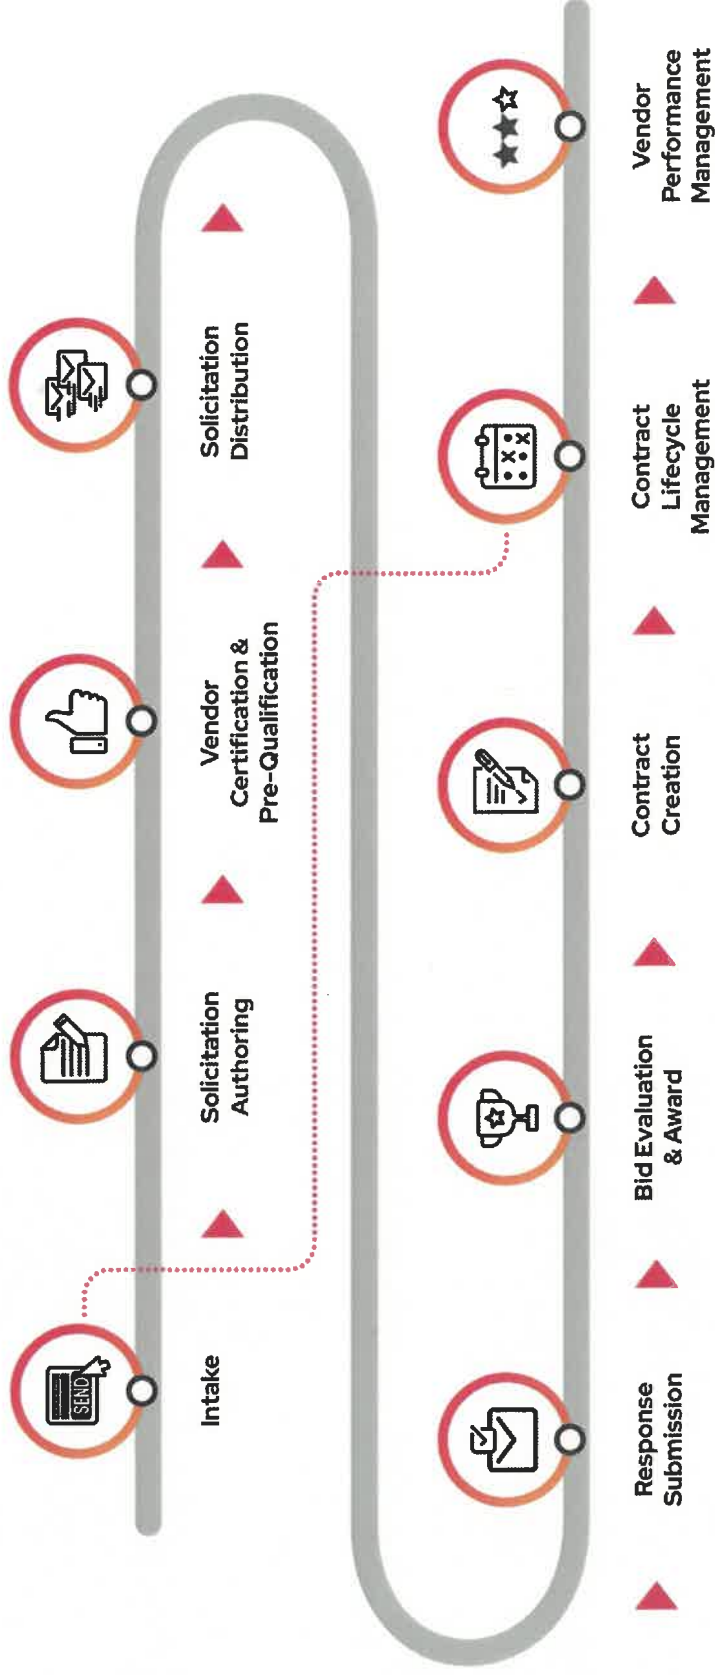 SEND
Intake
Solicitation
Authoring
Vendor
Certification &
Pre-Qualification
Solicitation
Distribution
Response
Submission
Bid Evaluation
& Award
Contract
Creation
Contract
Lifecycle
Management
Vendor
Performance
Management